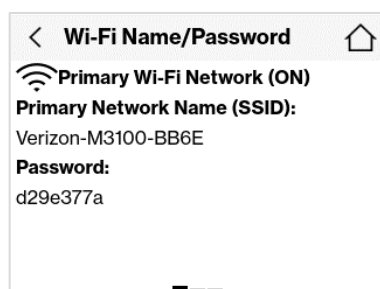 Wi-Fi Name/Password
Primary Wi-Fi Network (ON)
Primary Network Name (SSID):
Verizon-M3100-BB6E
Password:
d29e377a